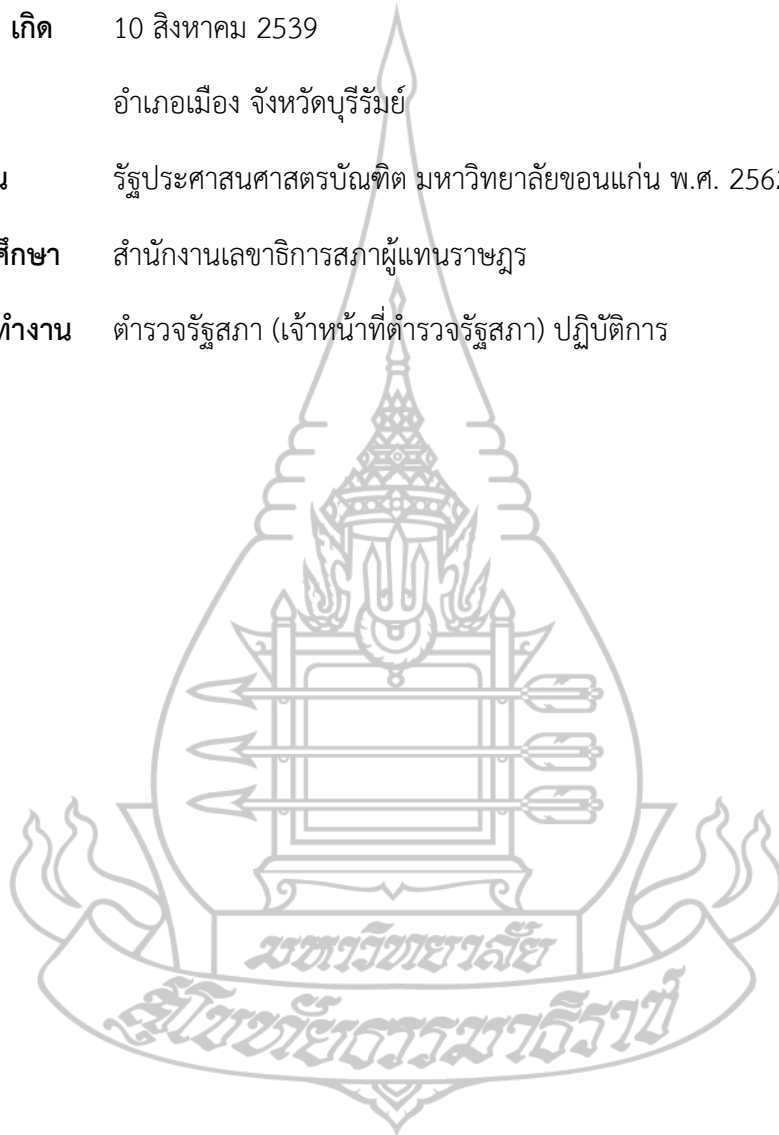 เกิด 10 สิงหาคม 2539
อำเภอเมือง จังหวัดบุรีรัมย์
น รัฐประศาสนศาสตรบัณฑิต มหาวิทยาลัยขอนแก่น พ.ศ. 2562
ศึกษา สำนักงานเลขาธิการสภาผู้แทนราษฎร
ทำงาน ตำรวจรัฐสภา (เจ้าหน้าที่ตำรวจรัฐสภา) ปฏิบัติการ
มหาวิทยาลัย
สุโขทัยธรรมาธิราช